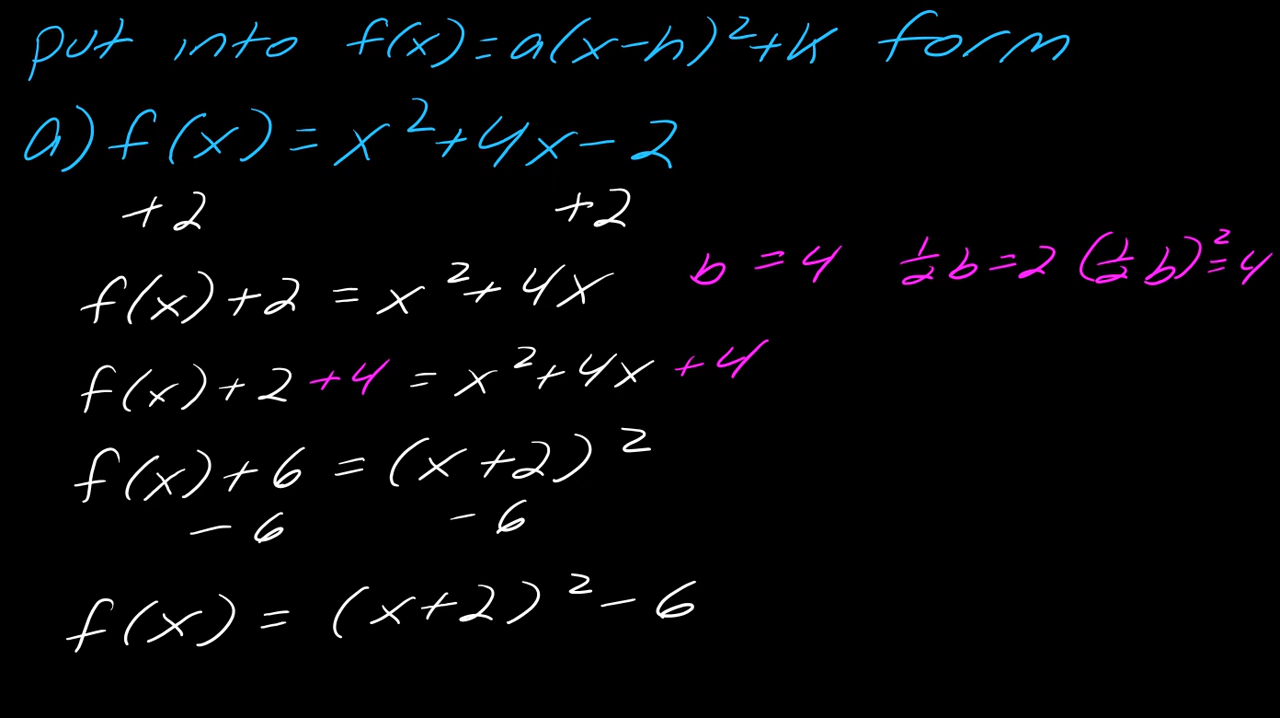 put into f(x)=a(x-h)²+k form
a) f(x) = x²+4x-2
+2 +2
f(x)+2 = x²+4x b=4 ½b=2 (½b)²=4
f(x)+2+4 = x²+4x+4
f(x)+6 = (x+2)²
-6 -6
f(x) = (x+2)²-6